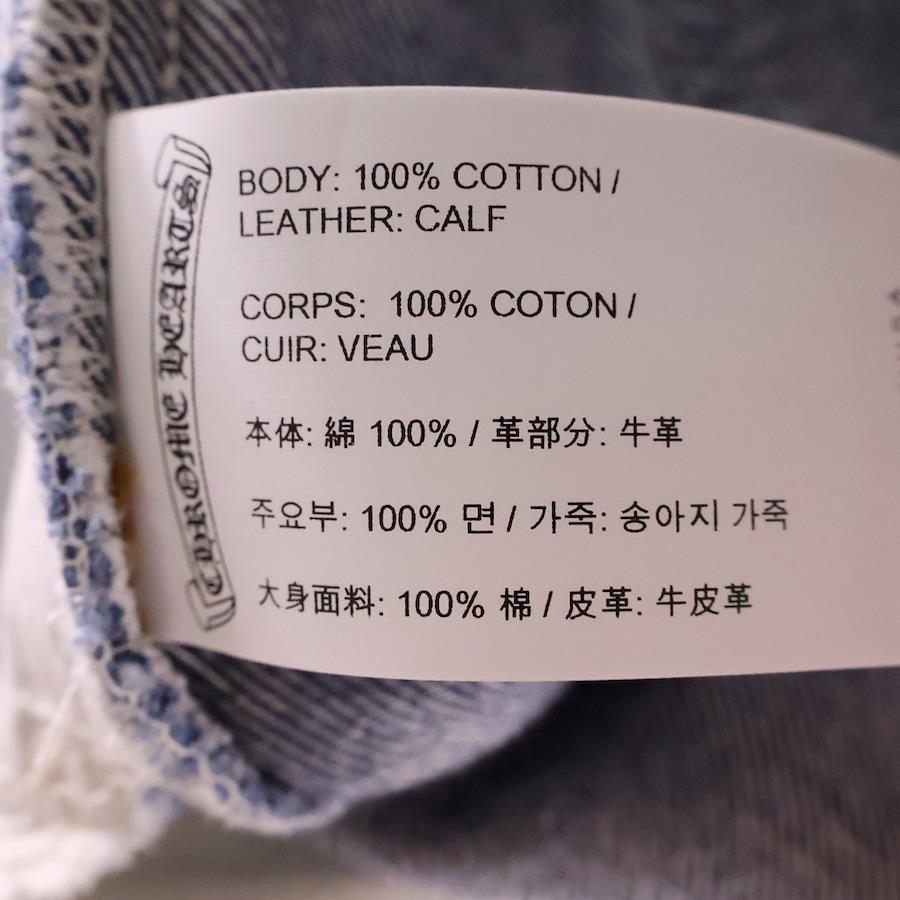 CHROME HEARTS
BODY: 100% COTTON /
LEATHER: CALF
CORPS: 100% COTON /
CUIR: VEAU
本体: 綿 100% / 革部分: 牛革
주요부: 100% 면 / 가죽: 송아지 가죽
大身面料: 100% 棉 / 皮革: 牛皮革